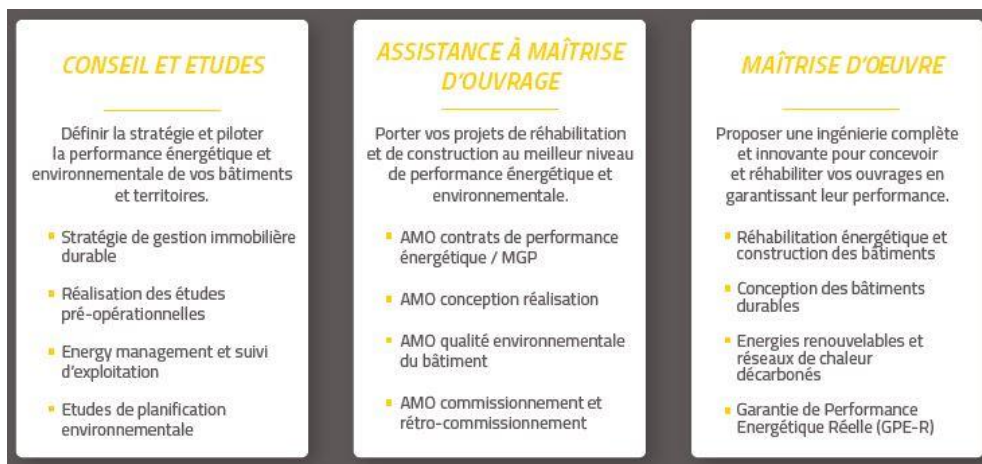 CONSEIL ET ETUDES
Définir la stratégie et piloter
la performance énergétique et
environnementale de vos bâtiments
et territoires.
Stratégie de gestion immobilière
durable
Réalisation des études
pré-opérationnelles
Energy management et suivi
d'exploitation
Etudes de planification
environnementale
ASSISTANCE À MAÎTRISE
D'OUVRAGE
Porter vos projets de réhabilitation
et de construction au meilleur niveau
de performance énergétique et
environnementale.
AMO contrats de performance
énergétique / MGP
AMO conception réalisation
AMO qualité environnementale
du bâtiment
AMO commissionnement et
rétro-commissionnement
MAÎTRISE D'OEUVRE
Proposer une ingénierie complète
et innovante pour concevoir
et réhabiliter vos ouvrages en
garantissant leur performance.
Réhabilitation énergétique et
construction des bâtiments
Conception des bâtiments
durables
Energies renouvelables et
réseaux de chaleur
décarbonés
Garantie de Performance
Energétique Réelle (GPE-R)